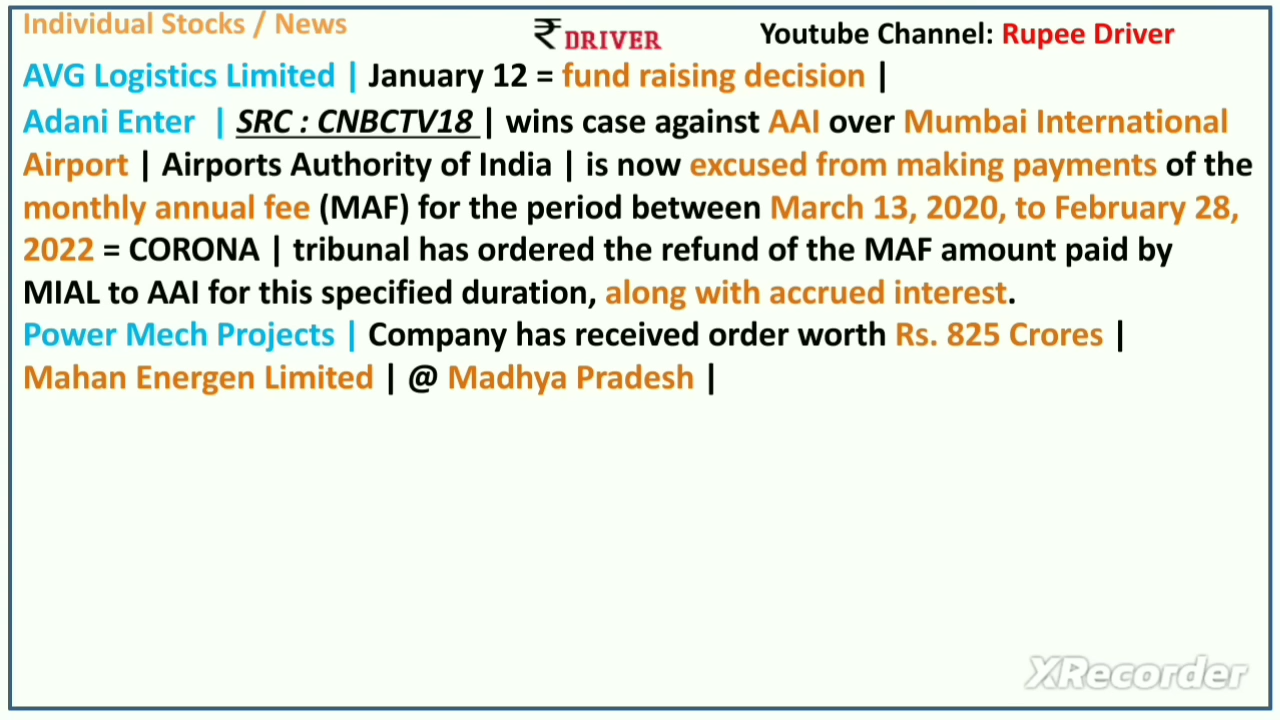 Individual Stocks / News
₹ DRIVER
Youtube Channel: Rupee Driver
AVG Logistics Limited | January 12 = fund raising decision |
Adani Enter | SRC : CNBCTV18 | wins case against AAI over Mumbai International
Airport | Airports Authority of India | is now excused from making payments of the
monthly annual fee (MAF) for the period between March 13, 2020, to February 28,
2022 = CORONA | tribunal has ordered the refund of the MAF amount paid by
MIAL to AAI for this specified duration, along with accrued interest.
Power Mech Projects | Company has received order worth Rs. 825 Crores |
Mahan Energen Limited | @ Madhya Pradesh |
XRecorder